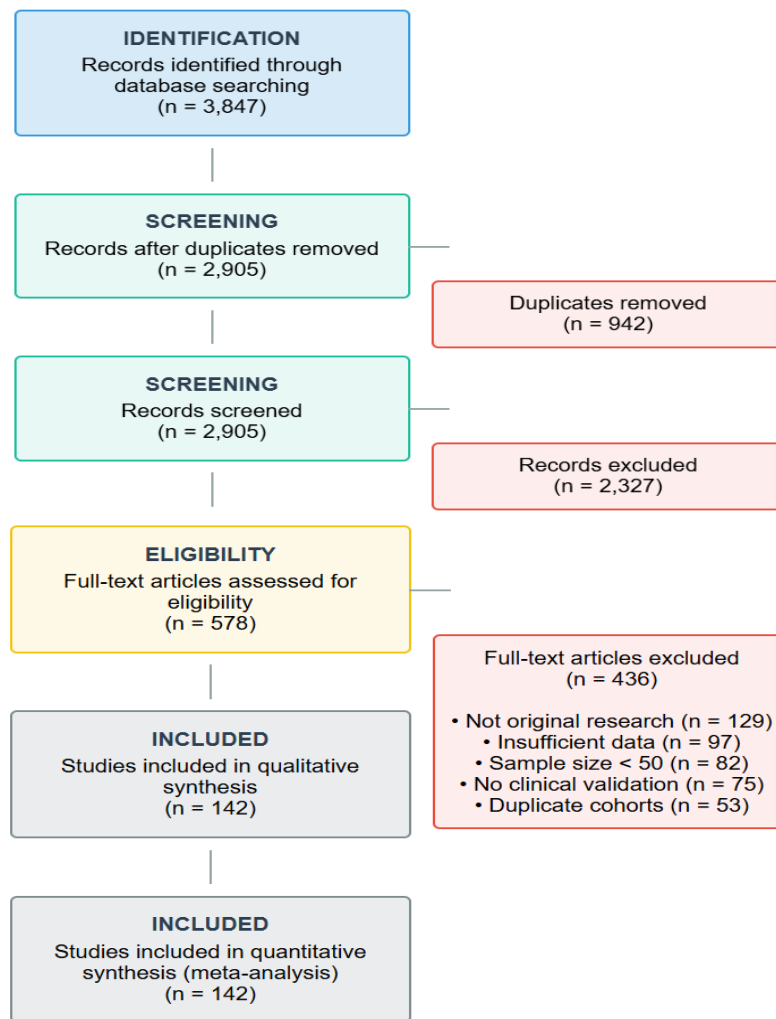 IDENTIFICATION
Records identified through
database searching
(n = 3,847)
SCREENING
Records after duplicates removed
(n = 2,905)
Duplicates removed
(n = 942)
SCREENING
Records screened
(n = 2,905)
Records excluded
(n = 2,327)
ELIGIBILITY
Full-text articles assessed for
eligibility
(n = 578)
Full-text articles excluded
(n = 436)
• Not original research (n = 129)
• Insufficient data (n = 97)
• Sample size < 50 (n = 82)
• No clinical validation (n = 75)
• Duplicate cohorts (n = 53)
INCLUDED
Studies included in qualitative
synthesis
(n = 142)
INCLUDED
Studies included in quantitative
synthesis (meta-analysis)
(n = 142)